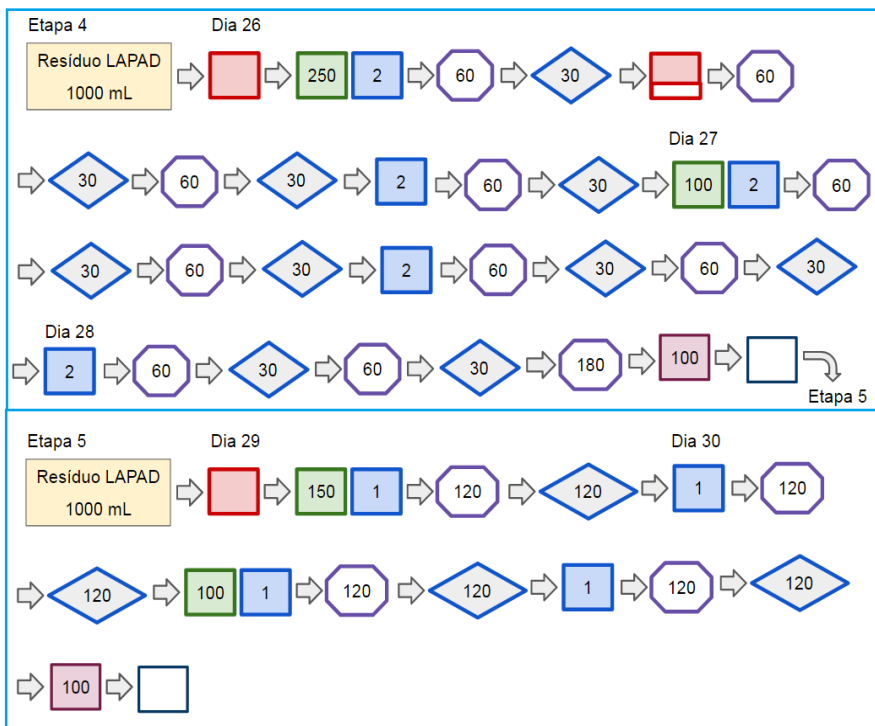 Etapa 4 Dia 26
Resíduo LAPAD
1000 mL
250 2 60 30 60
Dia 27
30 60 30 2 60 30 100 2 60
30 60 30 2 60 30 60 30
Dia 28
2 60 30 60 30 180 100
Etapa 5
Etapa 5 Dia 29 Dia 30
Resíduo LAPAD
1000 mL
150 1 120 120 1 120
120 100 1 120 120 1 120 120
100